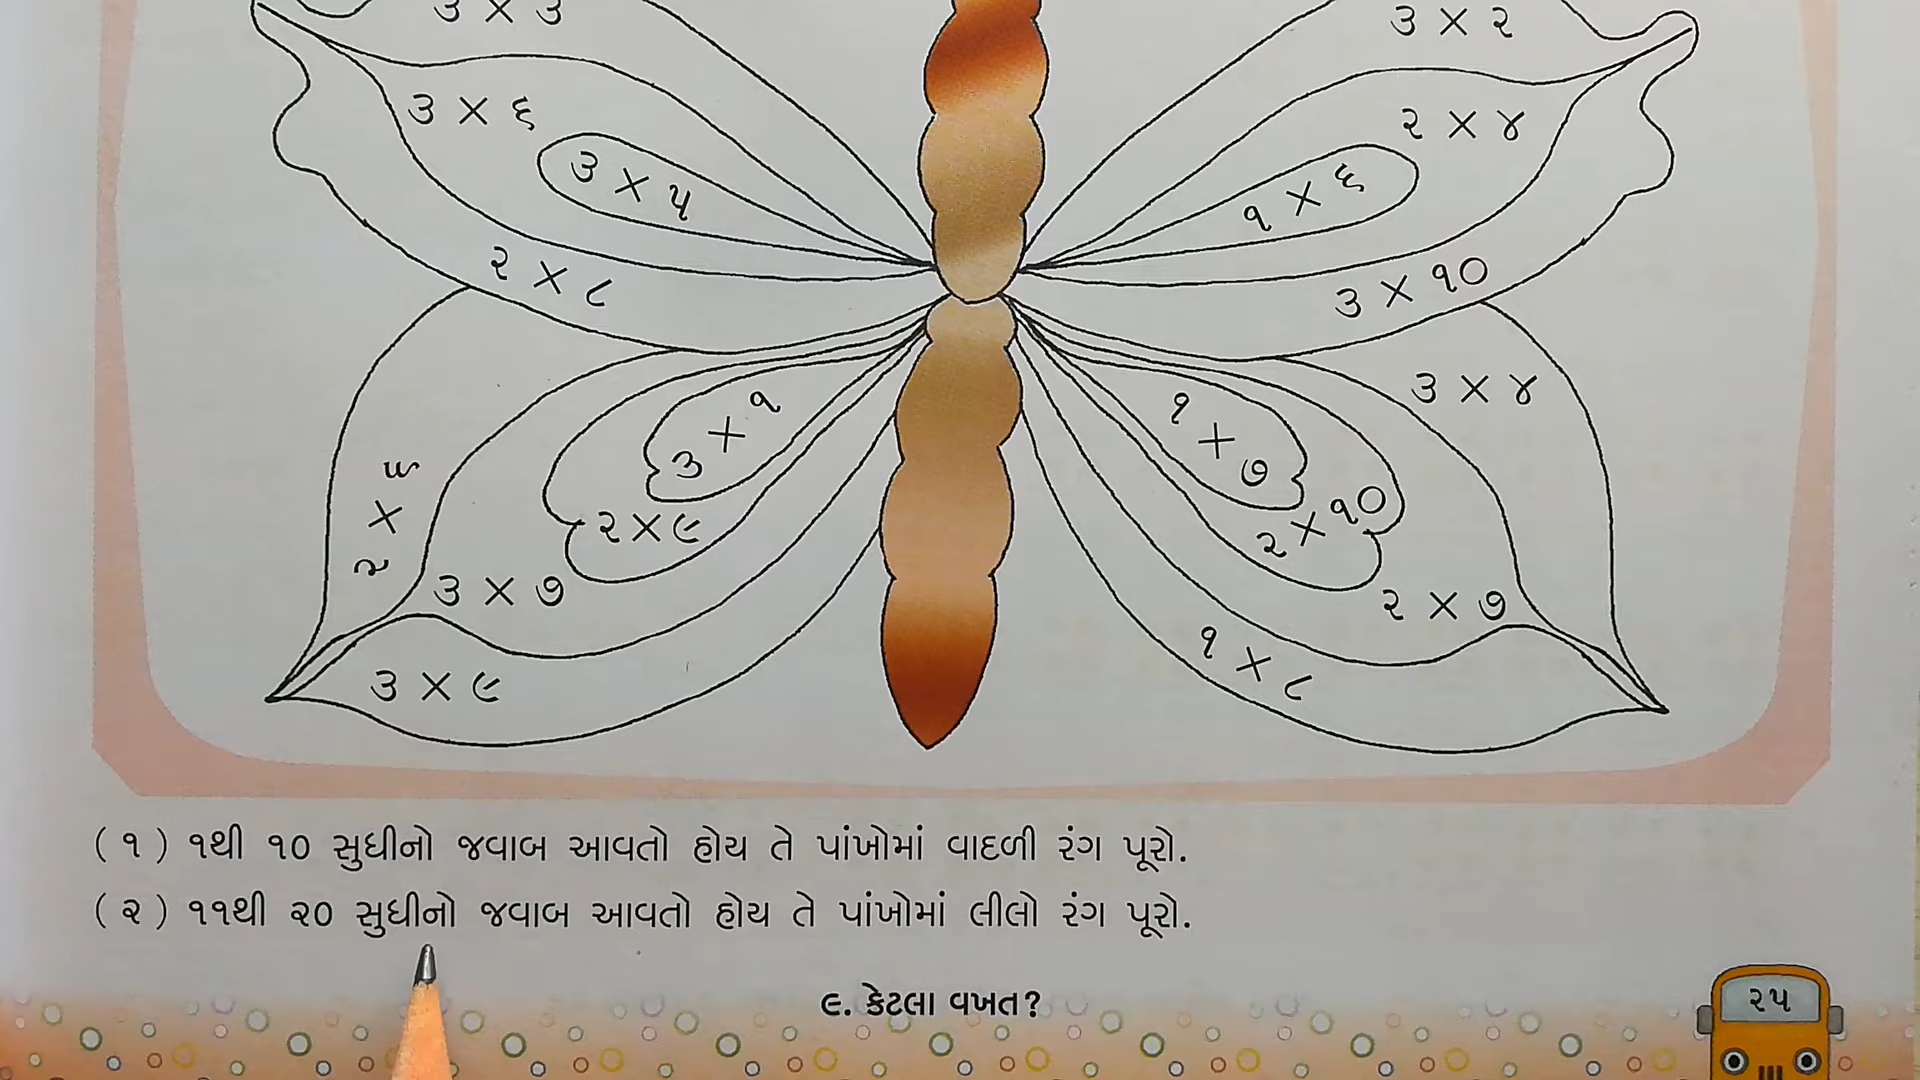 ૩ × ૩
૩ × ૨
૩ × ૬
૨ × ૪
૩ × ૫
૧ × ૬
૨ × ૮
૩ × ૧૦
૩ × ૧
૧ × ૭
૩ × ૪
૨ × ૯
૨ × ૧૦
૩ × ૭
૨ × ૭
૩ × ૯
૧ × ૮
(૧) ૧થી ૧૦ સુધીનો જવાબ આવતો હોય તે પાંખોમાં વાદળી રંગ પૂરો.
(૨) ૧૧થી ૨૦ સુધીનો જવાબ આવતો હોય તે પાંખોમાં લીલો રંગ પૂરો.
૯. કેટલા વખત?
૨૫